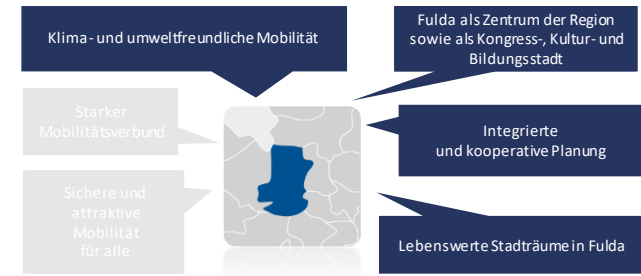 Klima- und umweltfreundliche Mobilität
Fulda als Zentrum der Region
sowie als Kongress-, Kultur- und
Bildungsstadt
Starker
Mobilitätsverbund
Integrierte
und kooperative Planung
Sichere und
attraktive
Mobilität
für alle
Lebenswerte Stadträume in Fulda